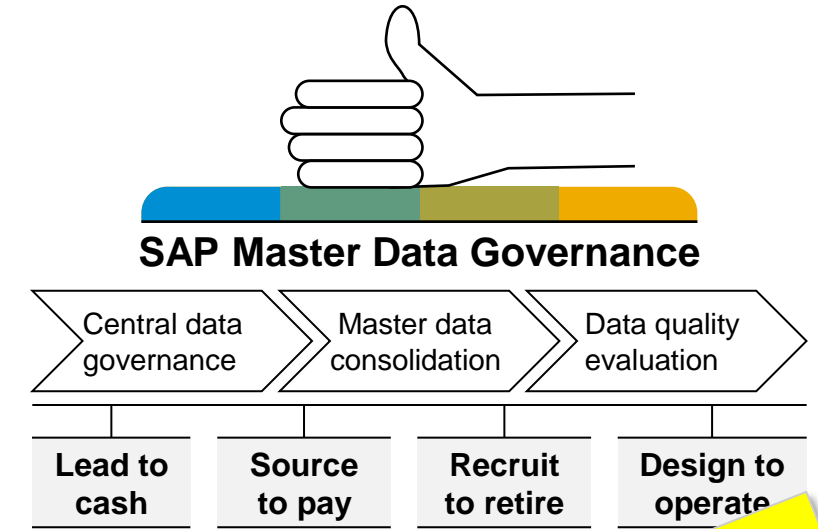 SAP Master Data Governance
Central data
governance
Master data
consolidation
Data quality
evaluation
Lead to
cash
Source
to pay
Recruit
to retire
Design to
operate